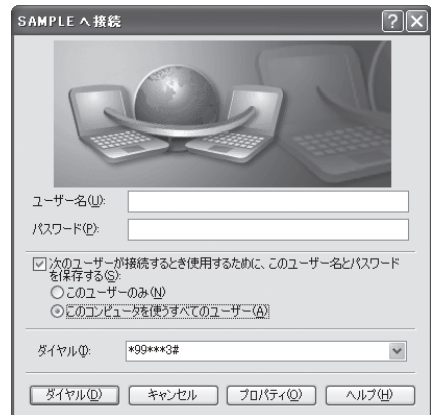 SAMPLE へ接続
ユーザー名(U):
パスワード(P):
次のユーザーが接続するとき使用するために、このユーザー名とパスワード
を保存する(S):
このユーザーのみ(N)
このコンピュータを使うすべてのユーザー(A)
ダイヤル(I): *99***3#
ダイヤル(D) キャンセル プロパティ(O) ヘルプ(H)